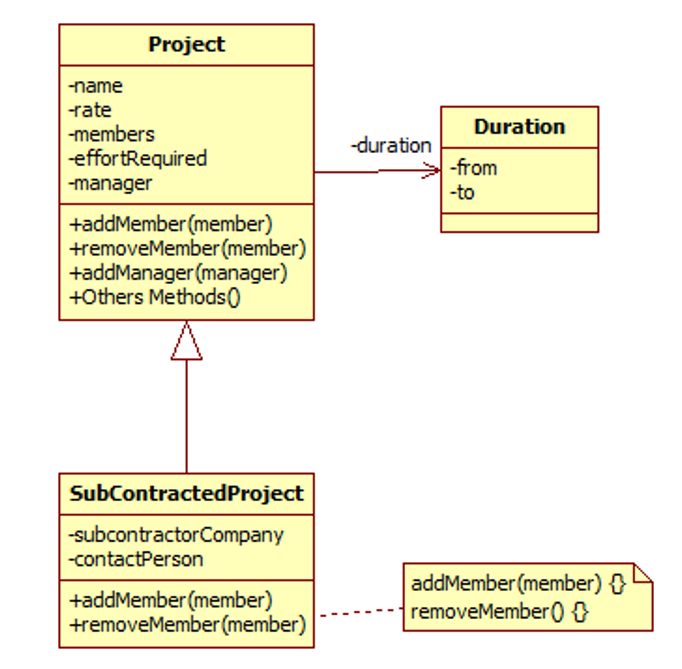 Project
-name
-rate
-members
-effortRequired
-manager
+addMember(member)
+removeMember(member)
+addManager(manager)
+Others Methods()
-duration
Duration
-from
-to
SubContractedProject
-subcontractorCompany
-contactPerson
+addMember(member)
+removeMember(member)
addMember(member) {}
removeMember() {}